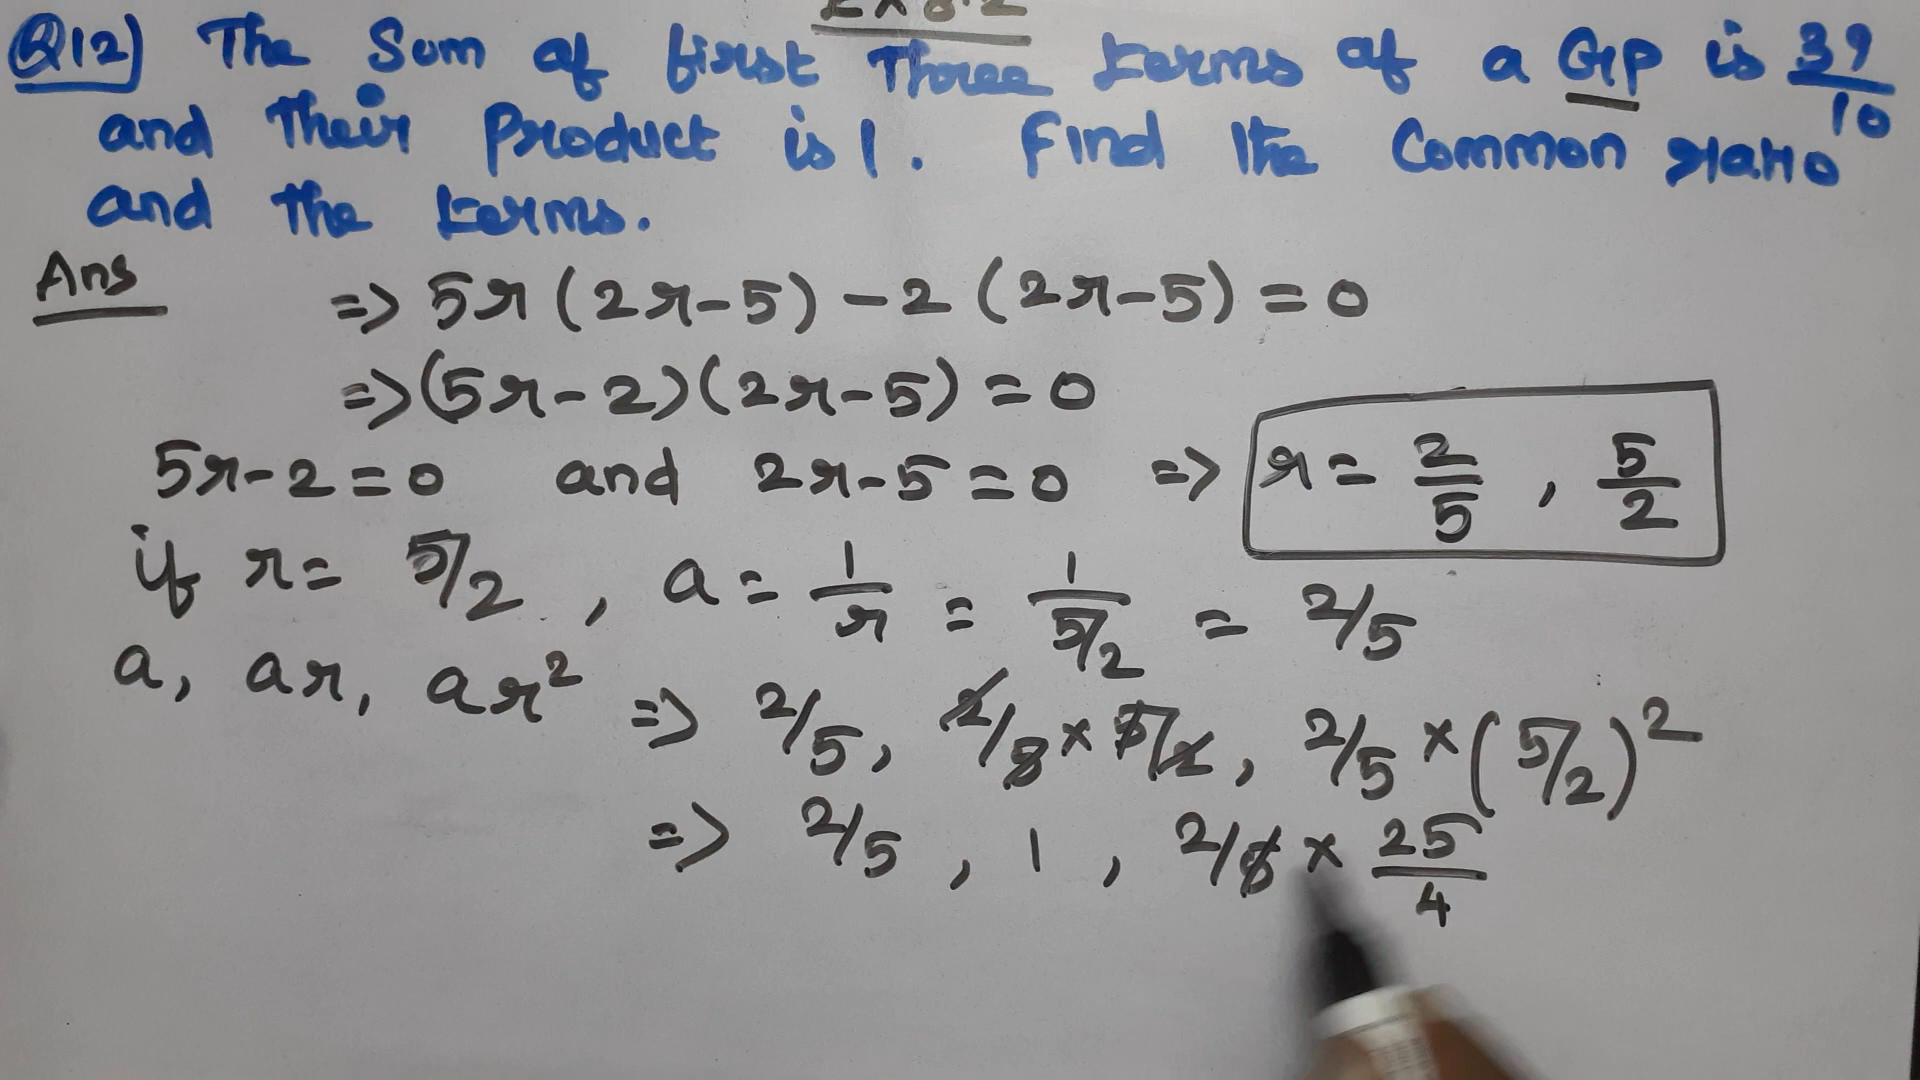 Ex 8.2
Q12) The Sum of first Three terms of a GP is 39/10
and Their Product is 1. Find the Common ratio
and the terms.
Ans
=> 5r(2r-5) - 2(2r-5) = 0
=> (5r-2)(2r-5) = 0
5r-2=0 and 2r-5=0 => r = 2/5, 5/2
if r = 5/2, a = 1/r = 1/(5/2) = 2/5
a, ar, ar² => 2/5, 2/5 × 5/2, 2/5 × (5/2)²
=> 2/5, 1, 2/5 × 25/4